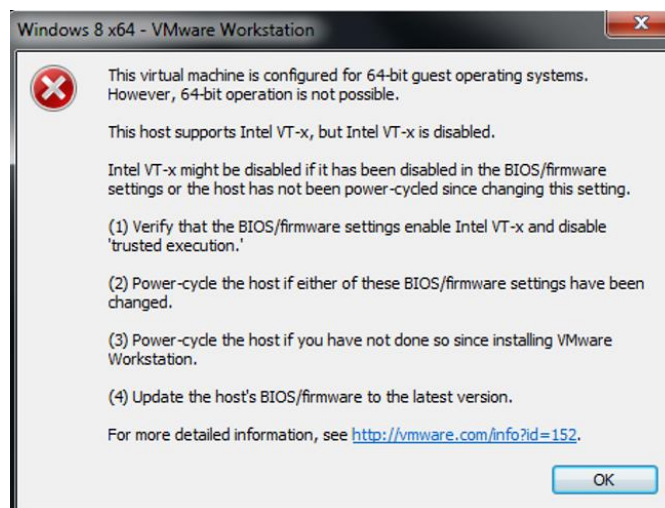 Windows 8 x64 - VMware Workstation
This virtual machine is configured for 64-bit guest operating systems.
However, 64-bit operation is not possible.
This host supports Intel VT-x, but Intel VT-x is disabled.
Intel VT-x might be disabled if it has been disabled in the BIOS/firmware
settings or the host has not been power-cycled since changing this setting.
(1) Verify that the BIOS/firmware settings enable Intel VT-x and disable
'trusted execution.'
(2) Power-cycle the host if either of these BIOS/firmware settings have been
changed.
(3) Power-cycle the host if you have not done so since installing VMware
Workstation.
(4) Update the host's BIOS/firmware to the latest version.
For more detailed information, see http://vmware.com/info?id=152.
OK